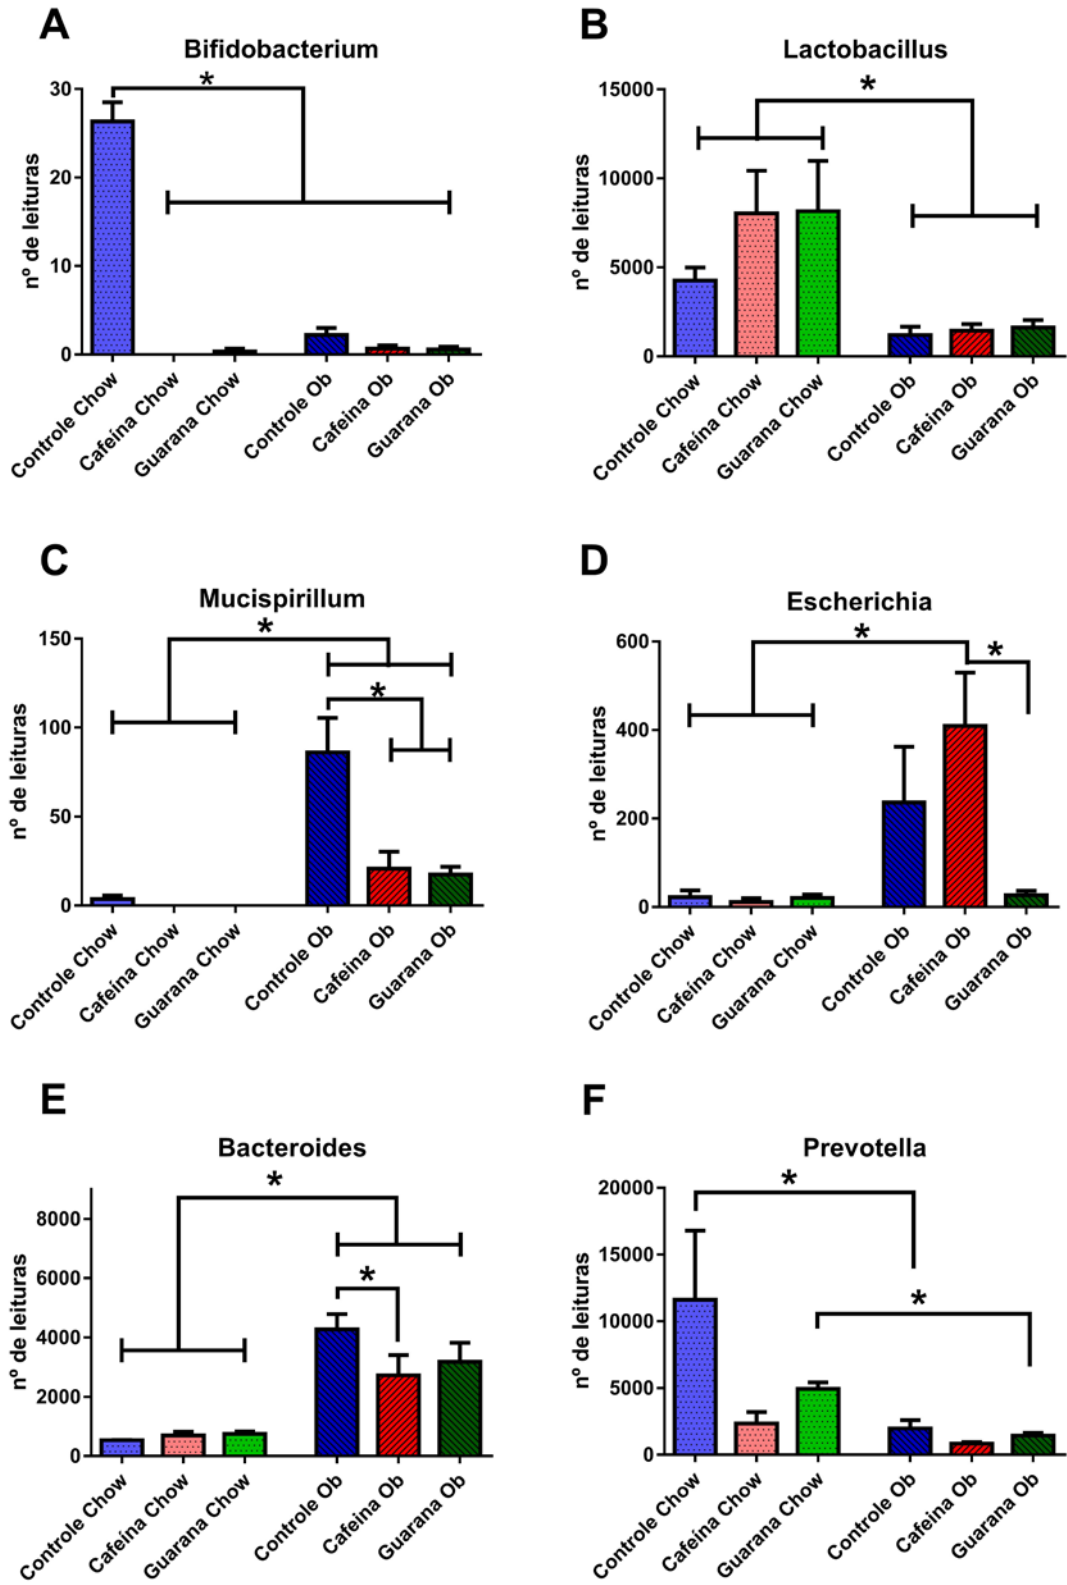 A
Bifidobacterium
*
30
20
10
0
nº de leituras
Controle Chow
Cafeína Chow
Guarana Chow
Controle Ob
Cafeína Ob
Guarana Ob
B
Lactobacillus
*
15000
10000
5000
0
nº de leituras
Controle Chow
Cafeína Chow
Guarana Chow
Controle Ob
Cafeína Ob
Guarana Ob
C
Mucispirillum
*
*
150
100
50
0
nº de leituras
Controle Chow
Cafeína Chow
Guarana Chow
Controle Ob
Cafeína Ob
Guarana Ob
D
Escherichia
*
*
600
400
200
0
nº de leituras
Controle Chow
Cafeína Chow
Guarana Chow
Controle Ob
Cafeína Ob
Guarana Ob
E
Bacteroides
*
*
8000
6000
4000
2000
0
nº de leituras
Controle Chow
Cafeína Chow
Guarana Chow
Controle Ob
Cafeína Ob
Guarana Ob
F
Prevotella
*
*
20000
15000
10000
5000
0
nº de leituras
Controle Chow
Cafeína Chow
Guarana Chow
Controle Ob
Cafeína Ob
Guarana Ob